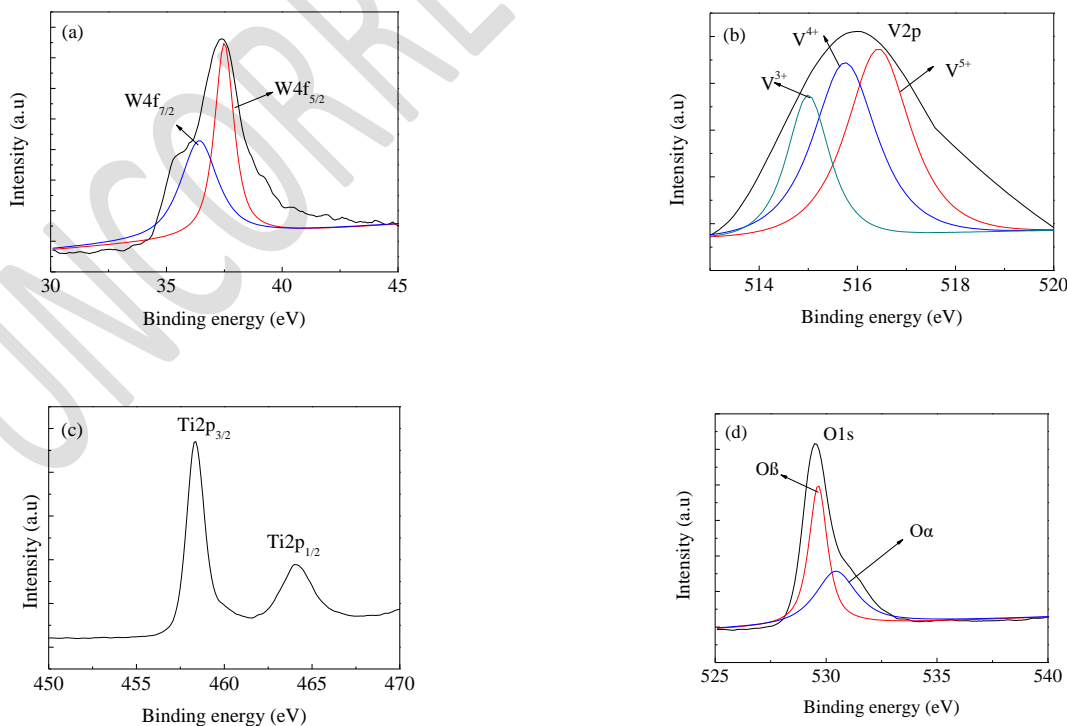 (a)
W4f7/2
W4f5/2
Intensity (a.u)
30 35 40 45
Binding energy (eV)
(b)
V3+
V4+
V2p
V5+
Intensity (a.u)
514 516 518 520
Binding energy (eV)
(c)
Ti2p3/2
Ti2p1/2
Intensity (a.u)
450 455 460 465 470
Binding energy (eV)
(d)
O1s
Oß
Oα
Intensity (a.u)
525 530 535 540
Binding energy (eV)
UNCORRE